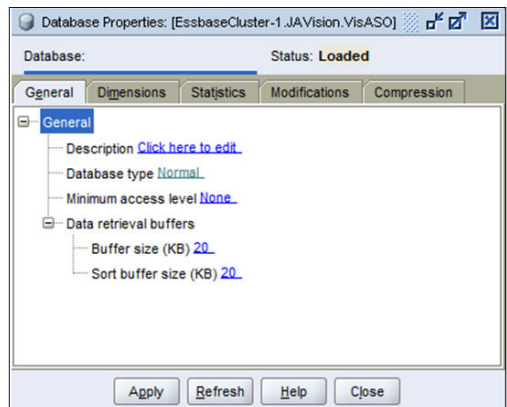 Database Properties: [EssbaseCluster-1.JAVision.VisASO]
Database: Status: Loaded
General Dimensions Statistics Modifications Compression
General
Description Click here to edit
Database type Normal
Minimum access level None
Data retrieval buffers
Buffer size (KB) 20
Sort buffer size (KB) 20
Apply Refresh Help Close